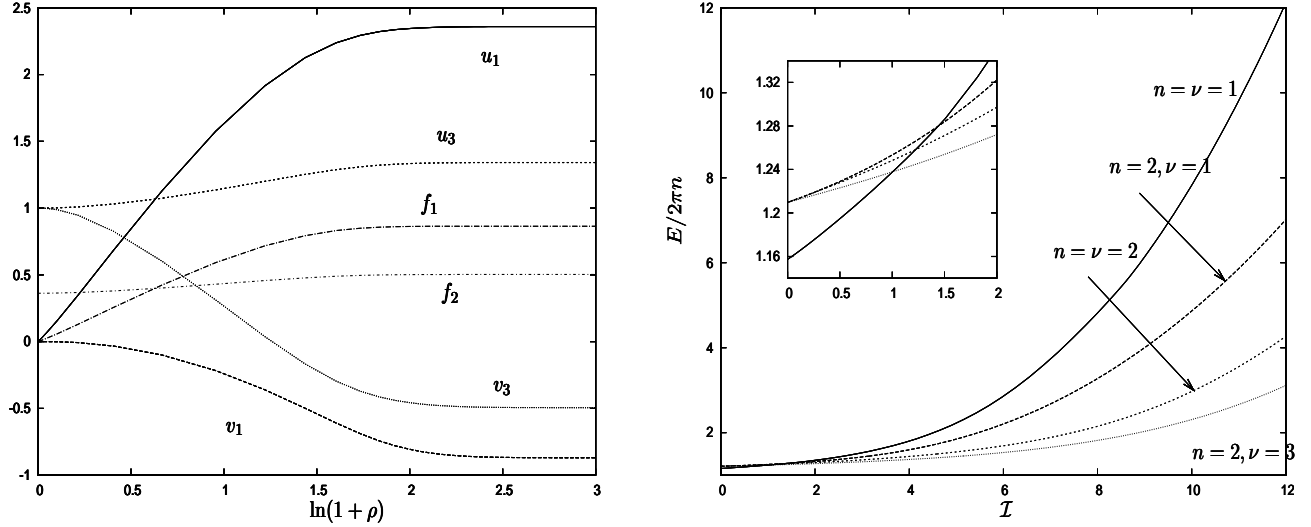 2.5
2
1.5
1
0.5
0
-0.5
-1
u₁
u₃
f₁
f₂
v₃
v₁
0 0.5 1 1.5 2 2.5 3
ln(1 + ρ)
12
10
8
6
4
2
E/2πn
1.32
1.28
1.24
1.2
1.16
0 0.5 1 1.5 2
n = ν = 1
n = 2, ν = 1
n = ν = 2
n = 2, ν = 3
0 2 4 6 8 10 12
ℐ